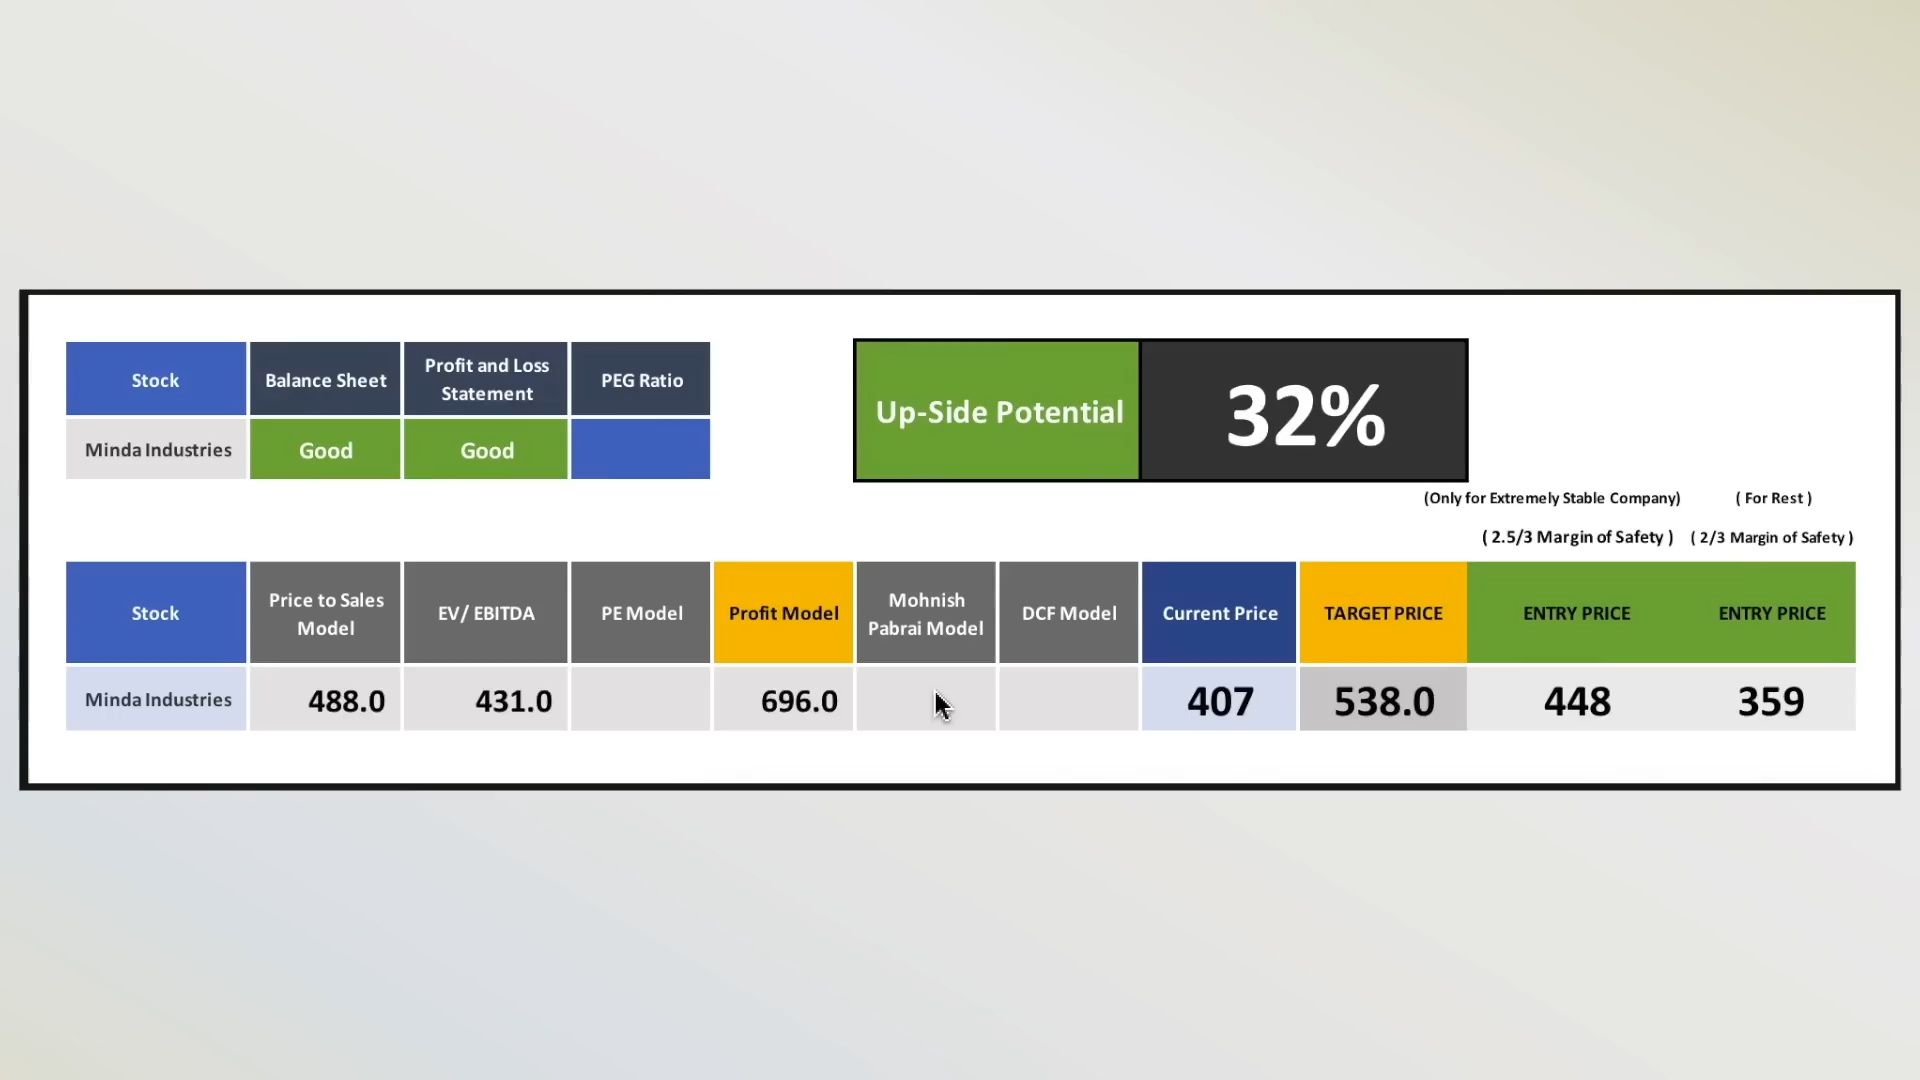 Stock Balance Sheet Profit and Loss Statement PEG Ratio
Minda Industries Good Good
Up-Side Potential 32%
(Only for Extremely Stable Company) ( For Rest )
( 2.5/3 Margin of Safety ) ( 2/3 Margin of Safety )
Stock Price to Sales Model EV/ EBITDA PE Model Profit Model Mohnish Pabrai Model DCF Model Current Price TARGET PRICE ENTRY PRICE ENTRY PRICE
Minda Industries 488.0 431.0 696.0 407 538.0 448 359